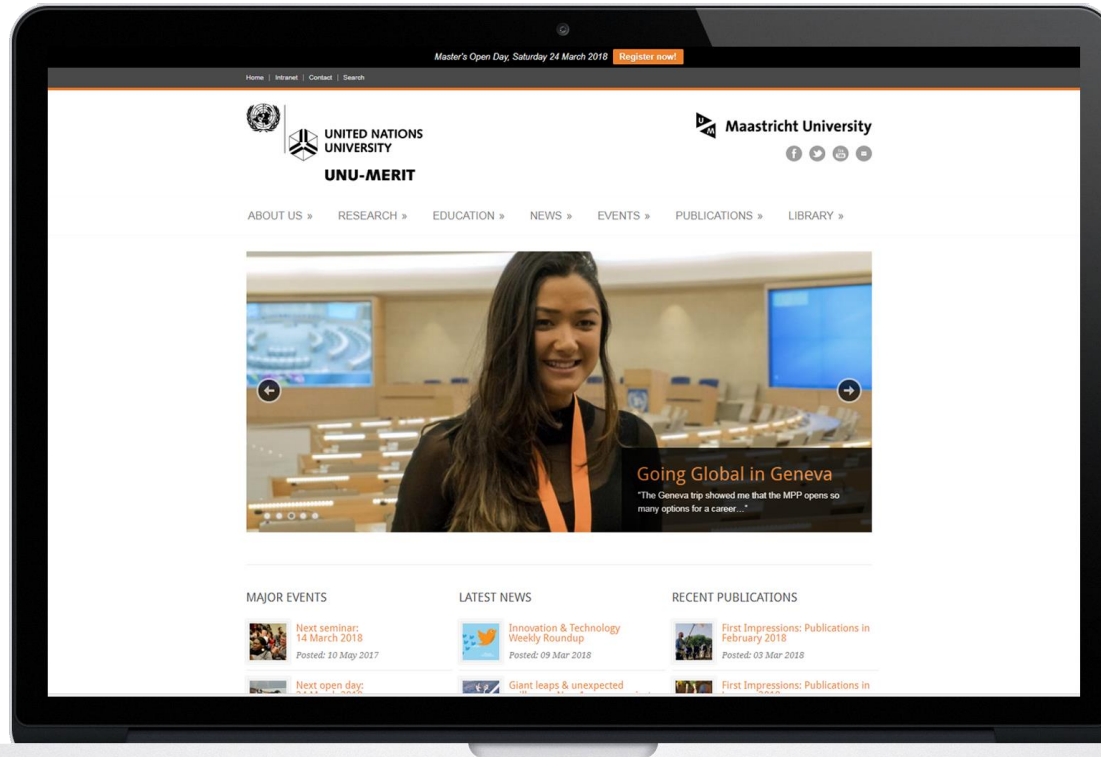 Master's Open Day, Saturday 24 March 2018 Register now!
Home | Intranet | Contact | Search
UNITED NATIONS
UNIVERSITY
UNU-MERIT
Maastricht University
ABOUT US » RESEARCH » EDUCATION » NEWS » EVENTS » PUBLICATIONS » LIBRARY »
Going Global in Geneva
"The Geneva trip showed me that the MPP opens so
many options for a career..."
MAJOR EVENTS
Next seminar:
14 March 2018
Posted: 10 May 2017
Next open day:
24 March 2018
LATEST NEWS
Innovation & Technology
Weekly Roundup
Posted: 09 Mar 2018
Giant leaps & unexpected
RECENT PUBLICATIONS
First Impressions: Publications in
February 2018
Posted: 03 Mar 2018
First Impressions: Publications in